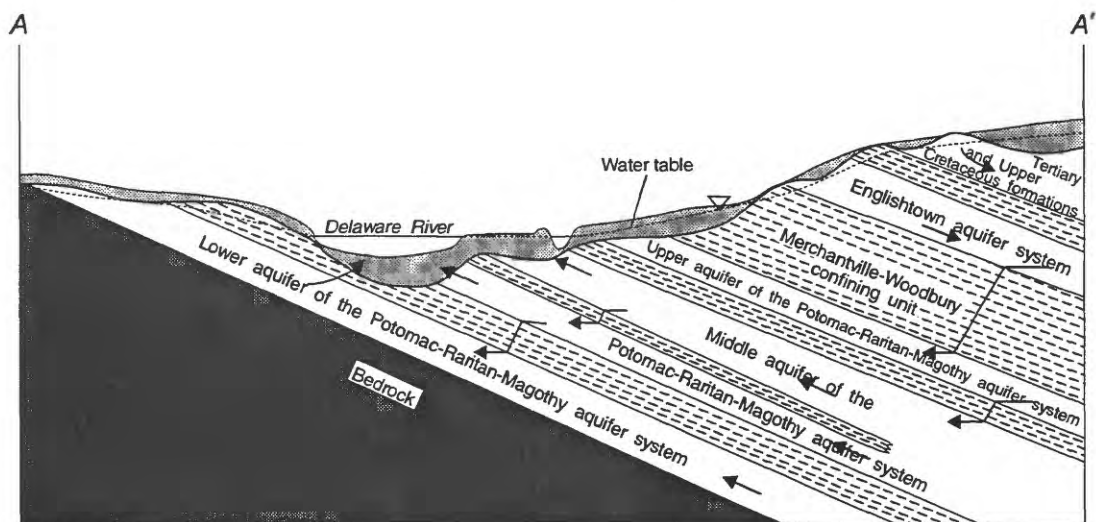 A
A'
Tertiary
and Upper
Cretaceous formations
Water table
Englishtown aquifer system
Delaware River
Merchantville-Woodbury
confining unit
Upper aquifer of the Potomac-Raritan-Magothy aquifer system
Lower aquifer of the Potomac-Raritan-Magothy aquifer system
Middle aquifer of the
Potomac-Raritan-Magothy aquifer system
Bedrock